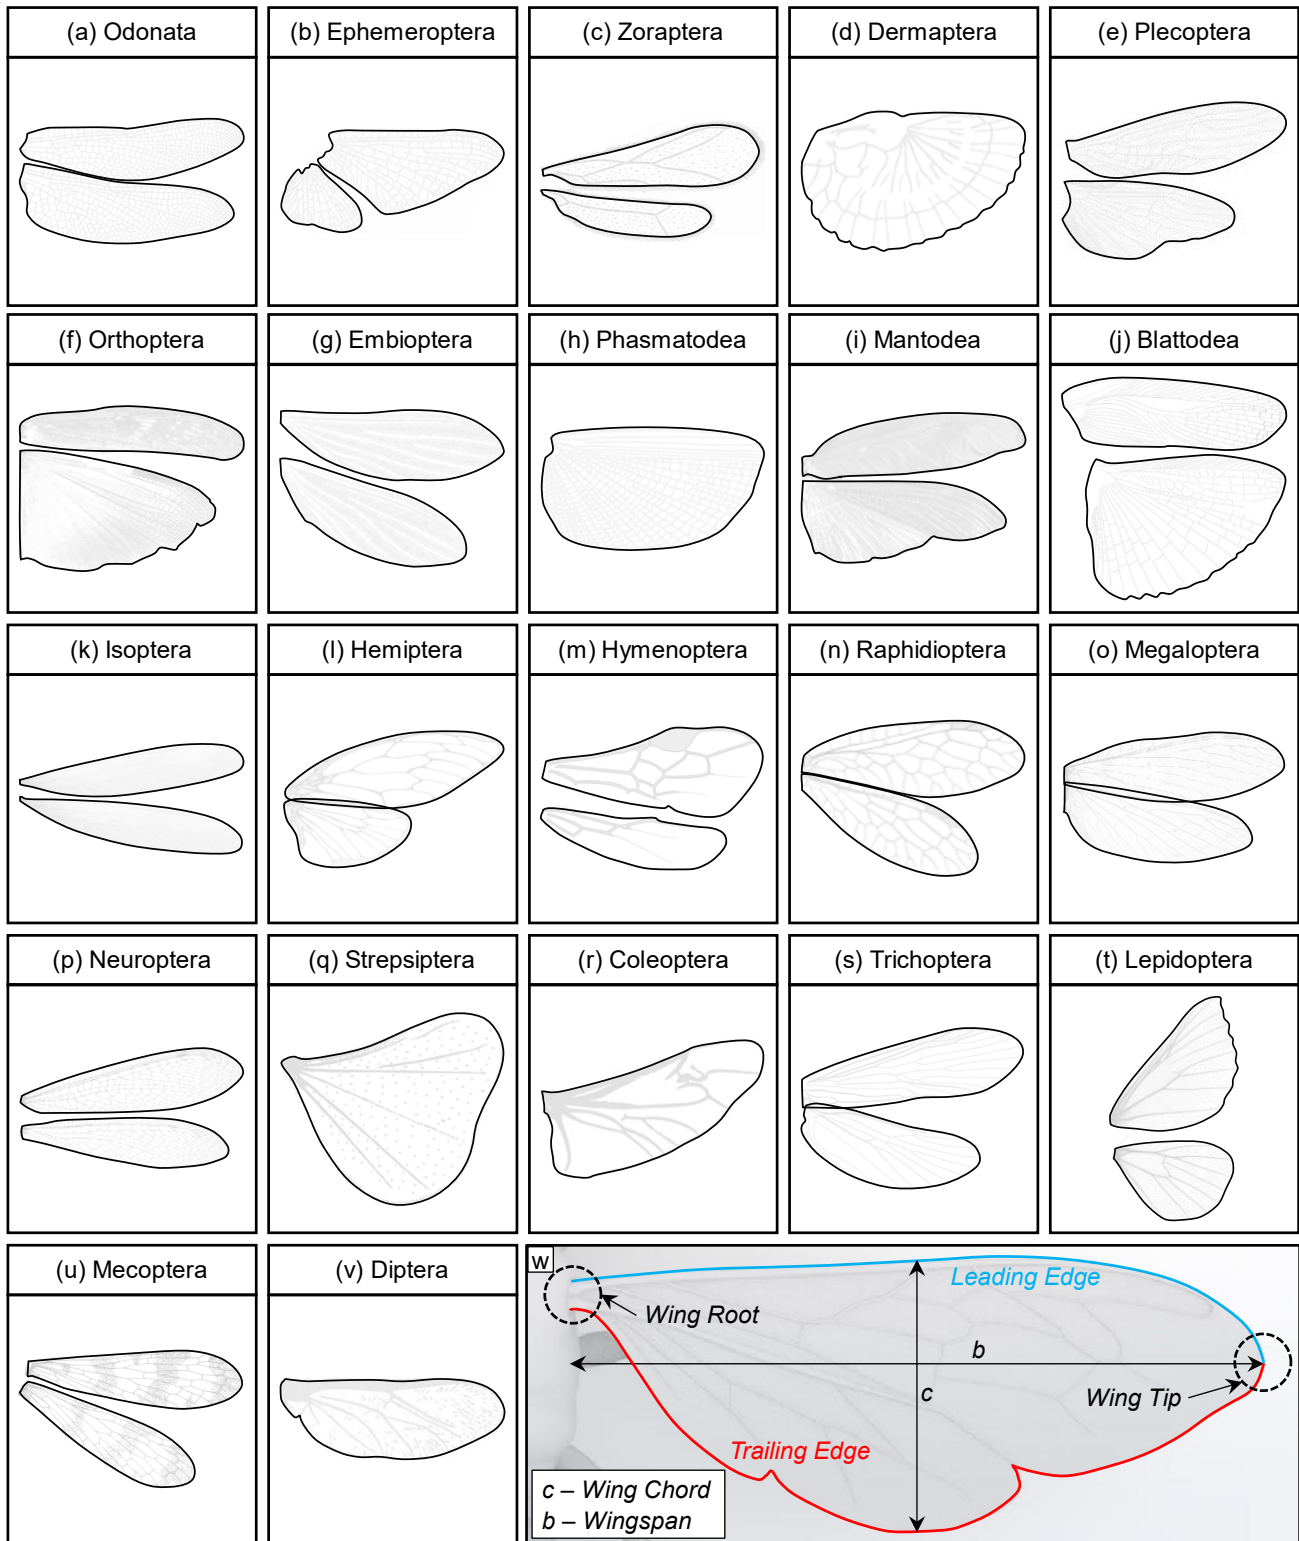 (a) Odonata
(b) Ephemeroptera
(c) Zoraptera
(d) Dermaptera
(e) Plecoptera
(f) Orthoptera
(g) Embioptera
(h) Phasmatodea
(i) Mantodea
(j) Blattodea
(k) Isoptera
(l) Hemiptera
(m) Hymenoptera
(n) Raphidioptera
(o) Megaloptera
(p) Neuroptera
(q) Strepsiptera
(r) Coleoptera
(s) Trichoptera
(t) Lepidoptera
(u) Mecoptera
(v) Diptera
w
Leading Edge
Wing Root
b
Wing Tip
c
Trailing Edge
c – Wing Chord
b – Wingspan